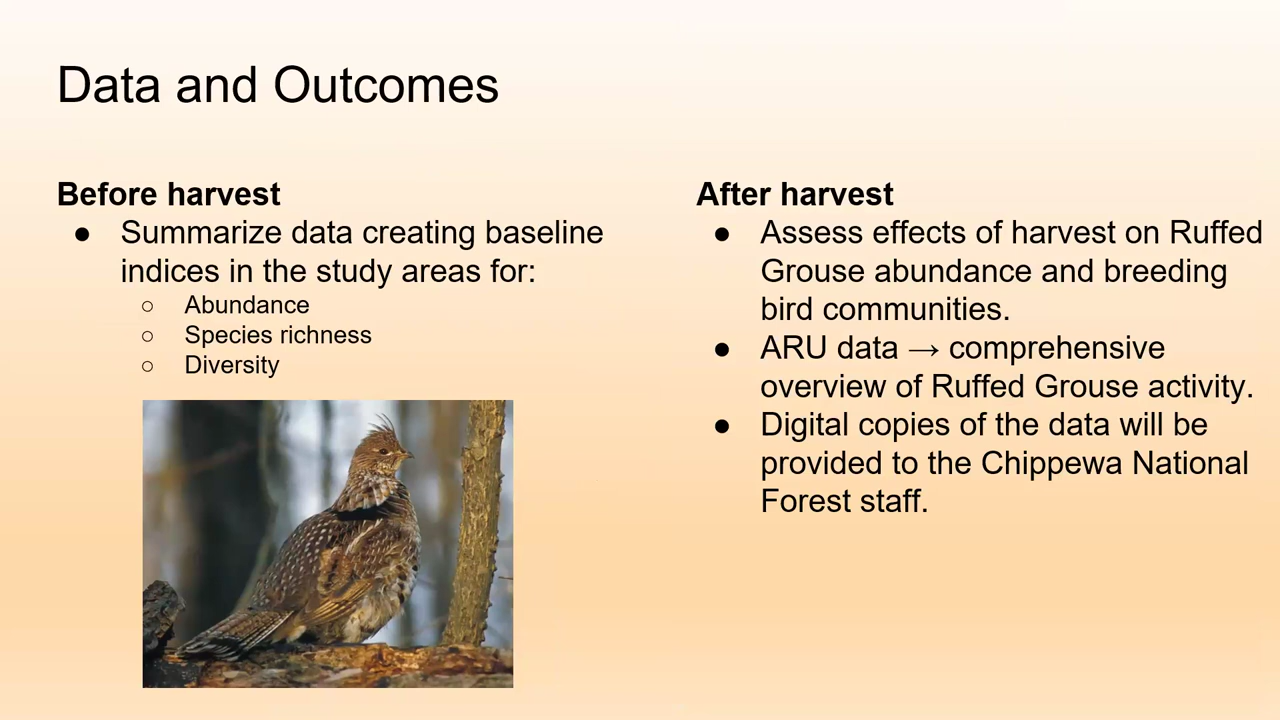 Data and Outcomes
Before harvest
● Summarize data creating baseline
indices in the study areas for:
○ Abundance
○ Species richness
○ Diversity
After harvest
● Assess effects of harvest on Ruffed
Grouse abundance and breeding
bird communities.
● ARU data → comprehensive
overview of Ruffed Grouse activity.
● Digital copies of the data will be
provided to the Chippewa National
Forest staff.